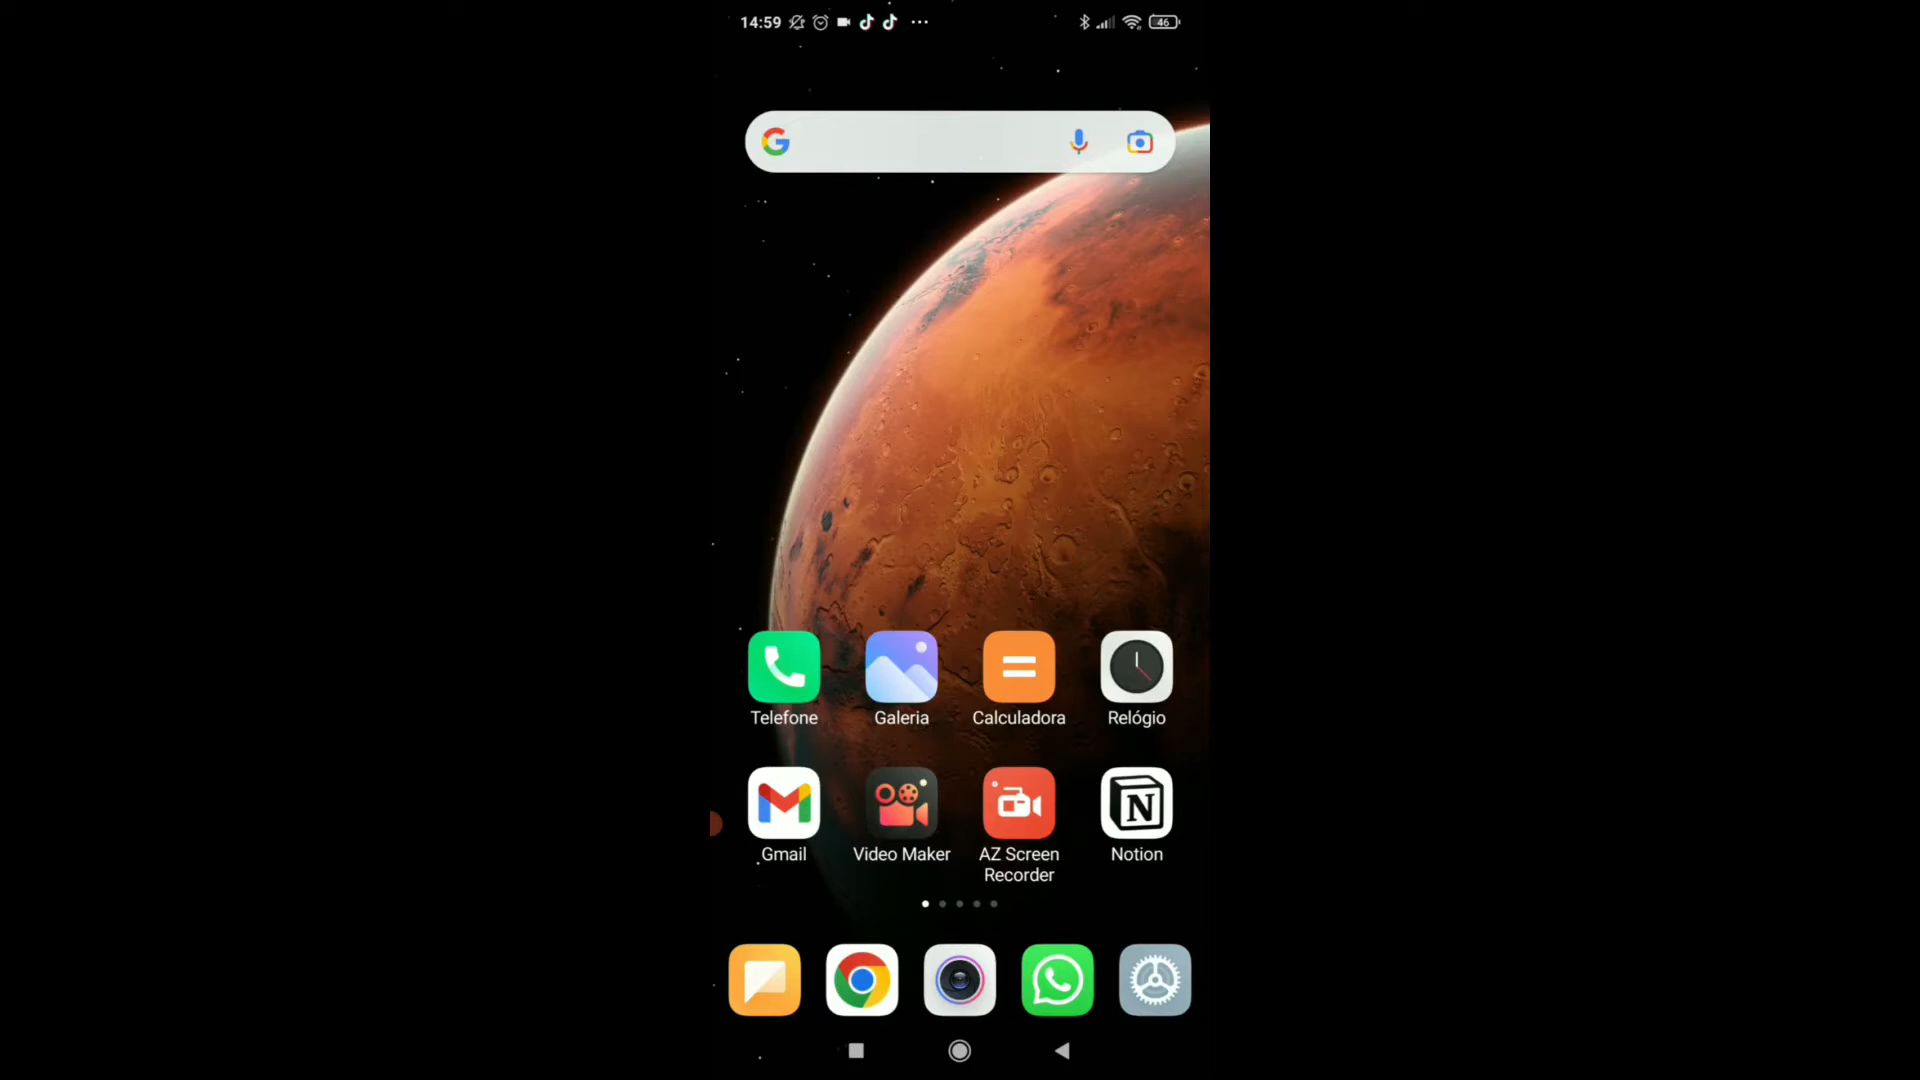 14:59
46
Telefone Galeria Calculadora Relógio
Gmail Video Maker AZ Screen Recorder Notion